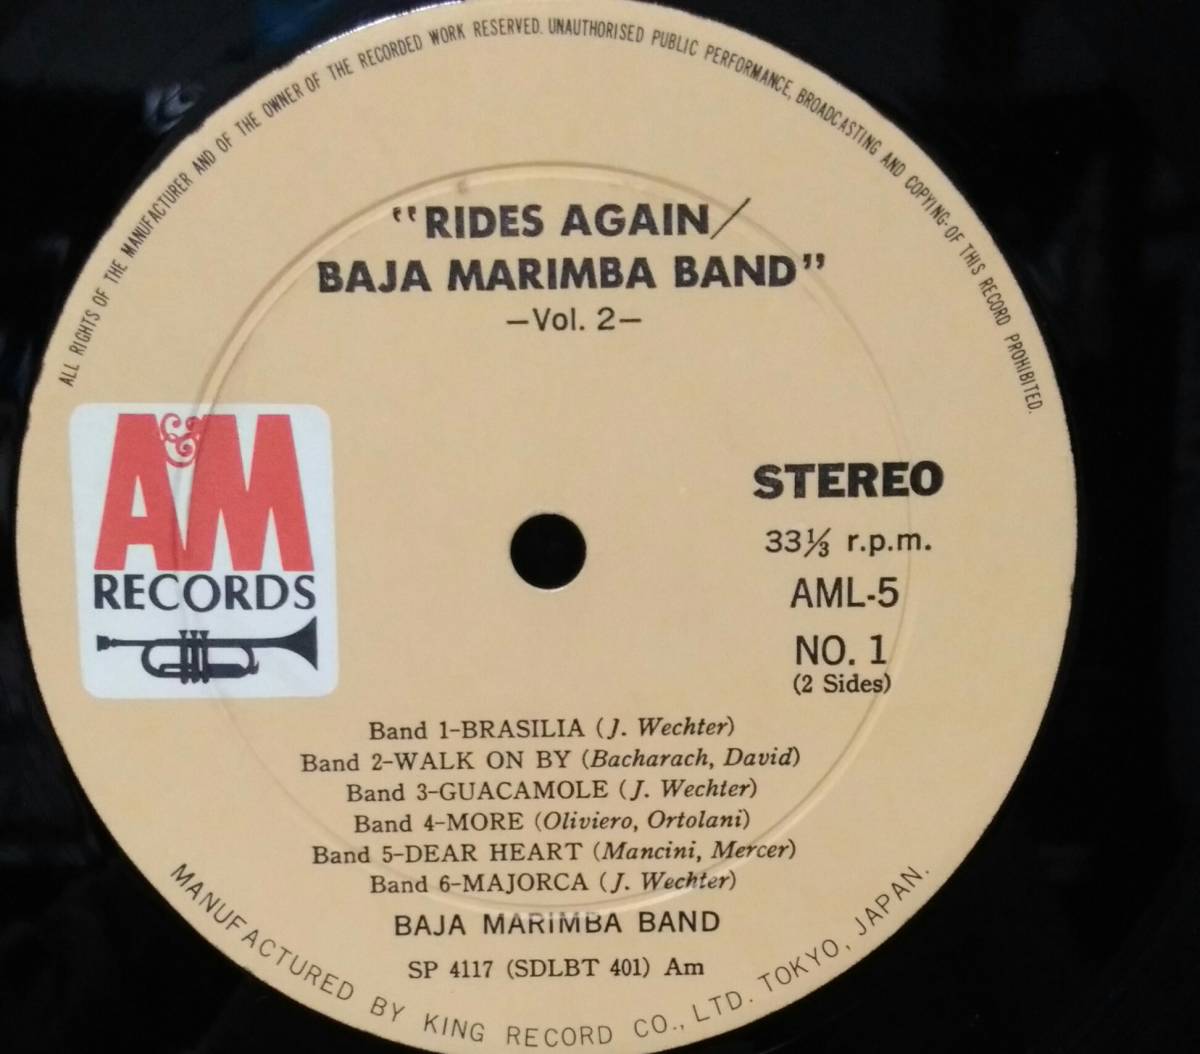 ALL RIGHTS OF THE MANUFACTURER AND OF THE OWNER OF THE RECORDED WORK RESERVED. UNAUTHORISED PUBLIC PERFORMANCE, BROADCASTING AND COPYING OF THIS RECORD PROHIBITED.
"RIDES AGAIN/
BAJA MARIMBA BAND"
—Vol. 2—
A&M
RECORDS
STEREO
33⅓ r.p.m.
AML-5
NO. 1
(2 Sides)
Band 1-BRASILIA (J. Wechter)
Band 2-WALK ON BY (Bacharach, David)
Band 3-GUACAMOLE (J. Wechter)
Band 4-MORE (Oliviero, Ortolani)
Band 5-DEAR HEART (Mancini, Mercer)
Band 6-MAJORCA (J. Wechter)
BAJA MARIMBA BAND
SP 4117 (SDLBT 401) Am
MANUFACTURED BY KING RECORD CO., LTD. TOKYO, JAPAN.